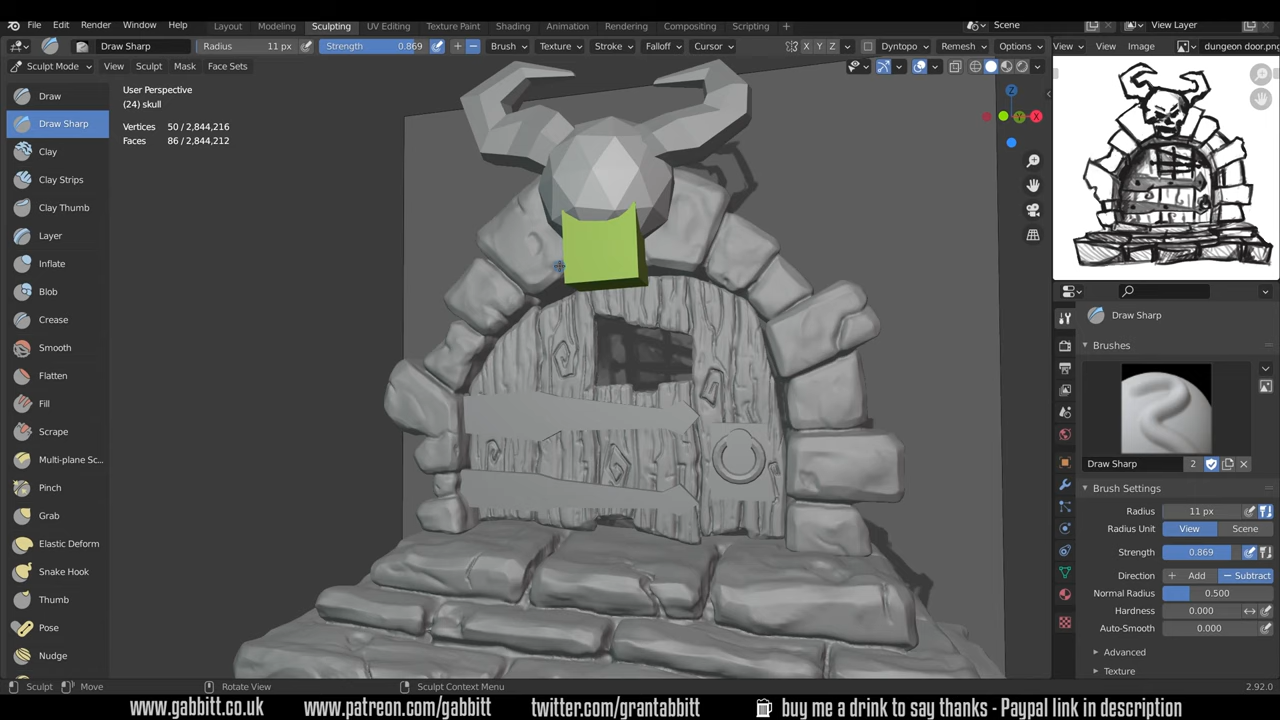 File Edit Render Window Help Layout Modeling Sculpting UV Editing Texture Paint Shading Animation Rendering Compositing Scripting + Scene View Layer
Draw Sharp Radius 11 px Strength 0.869 Brush Texture Stroke Falloff Cursor X Y Z Dyntopo Remesh Options View View Image dungeon door.png
Sculpt Mode View Sculpt Mask Face Sets
User Perspective
(24) skull
Vertices 50 / 2,844,216
Faces 86 / 2,844,212
Draw
Draw Sharp
Clay
Clay Strips
Clay Thumb
Layer
Inflate
Blob
Crease
Smooth
Flatten
Fill
Scrape
Multi-plane Sc...
Pinch
Grab
Elastic Deform
Snake Hook
Thumb
Pose
Nudge
Z
Y
X
Draw Sharp
Brushes
Draw Sharp 2
Brush Settings
Radius 11 px
Radius Unit View Scene
Strength 0.869
Direction + Add − Subtract
Normal Radius 0.500
Hardness 0.000
Auto-Smooth 0.000
Advanced
Texture
Sculpt Move Rotate View Sculpt Context Menu 2.92.0
www.gabbitt.co.uk www.patreon.com/gabbitt twitter.com/grantabbitt buy me a drink to say thanks - Paypal link in description